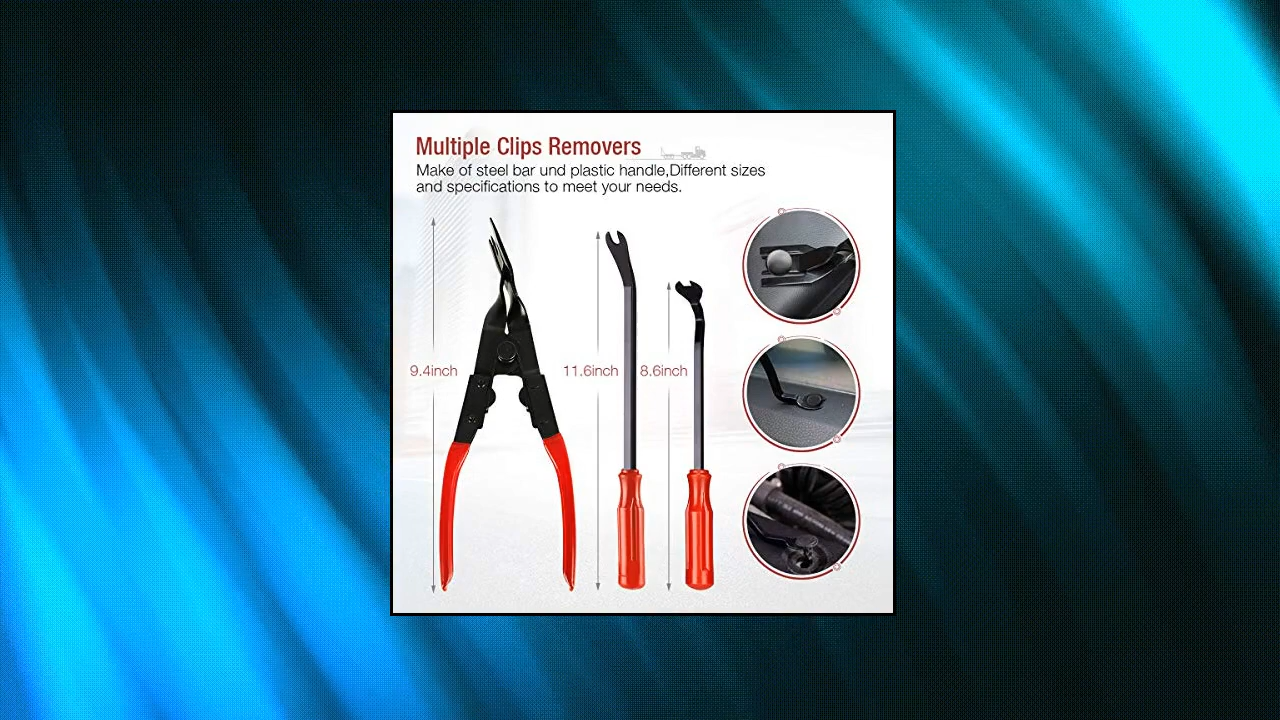 Multiple Clips Removers
Make of steel bar und plastic handle,Different sizes
and specifications to meet your needs.
9.4inch
11.6inch
8.6inch